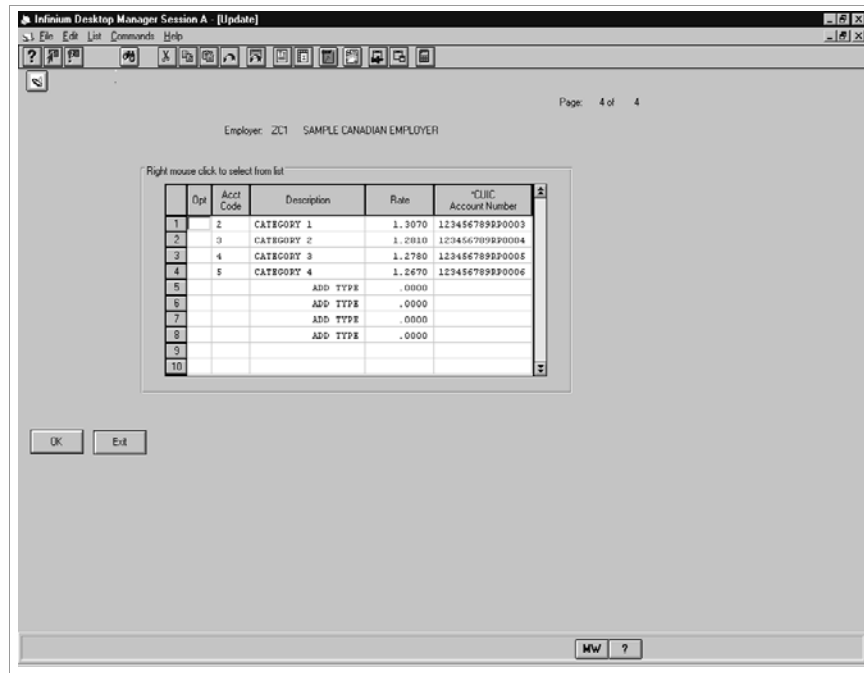 Infinium Desktop Manager Session A - [Update]
File Edit List Commands Help
Page: 4 of 4
Employer: ZC1 SAMPLE CANADIAN EMPLOYER
Right mouse click to select from list
Opt Acct Code Description Rate *CUIC Account Number
1 2 CATEGORY 1 1.3070 123456789RP0003
2 3 CATEGORY 2 1.2810 123456789RP0004
3 4 CATEGORY 3 1.2780 123456789RP0005
4 5 CATEGORY 4 1.2670 123456789RP0006
5 ADD TYPE .0000
6 ADD TYPE .0000
7 ADD TYPE .0000
8 ADD TYPE .0000
9
10
OK Exit
MW ?